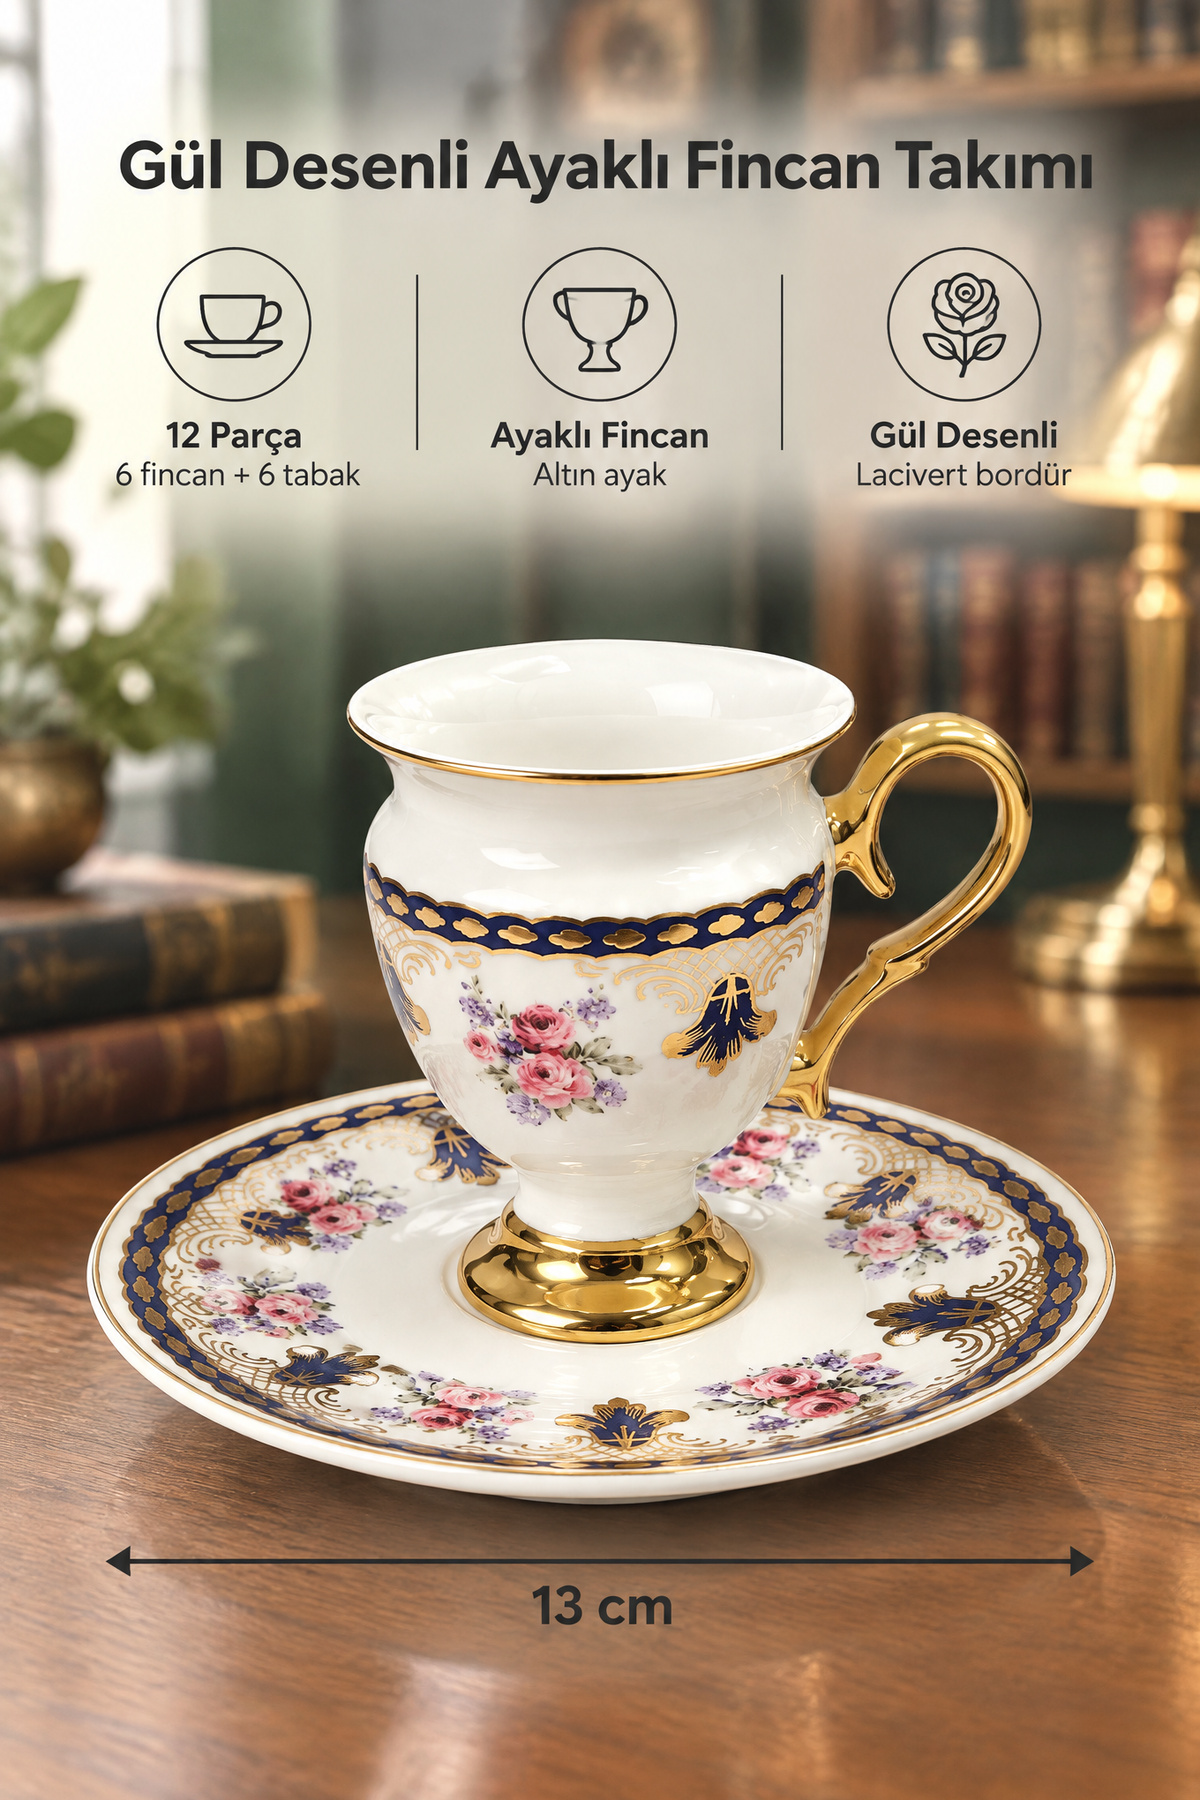 Gül Desenli Ayaklı Fincan Takımı
12 Parça
6 fincan + 6 tabak
Ayaklı Fincan
Altın ayak
Gül Desenli
Lacivert bordür
13 cm